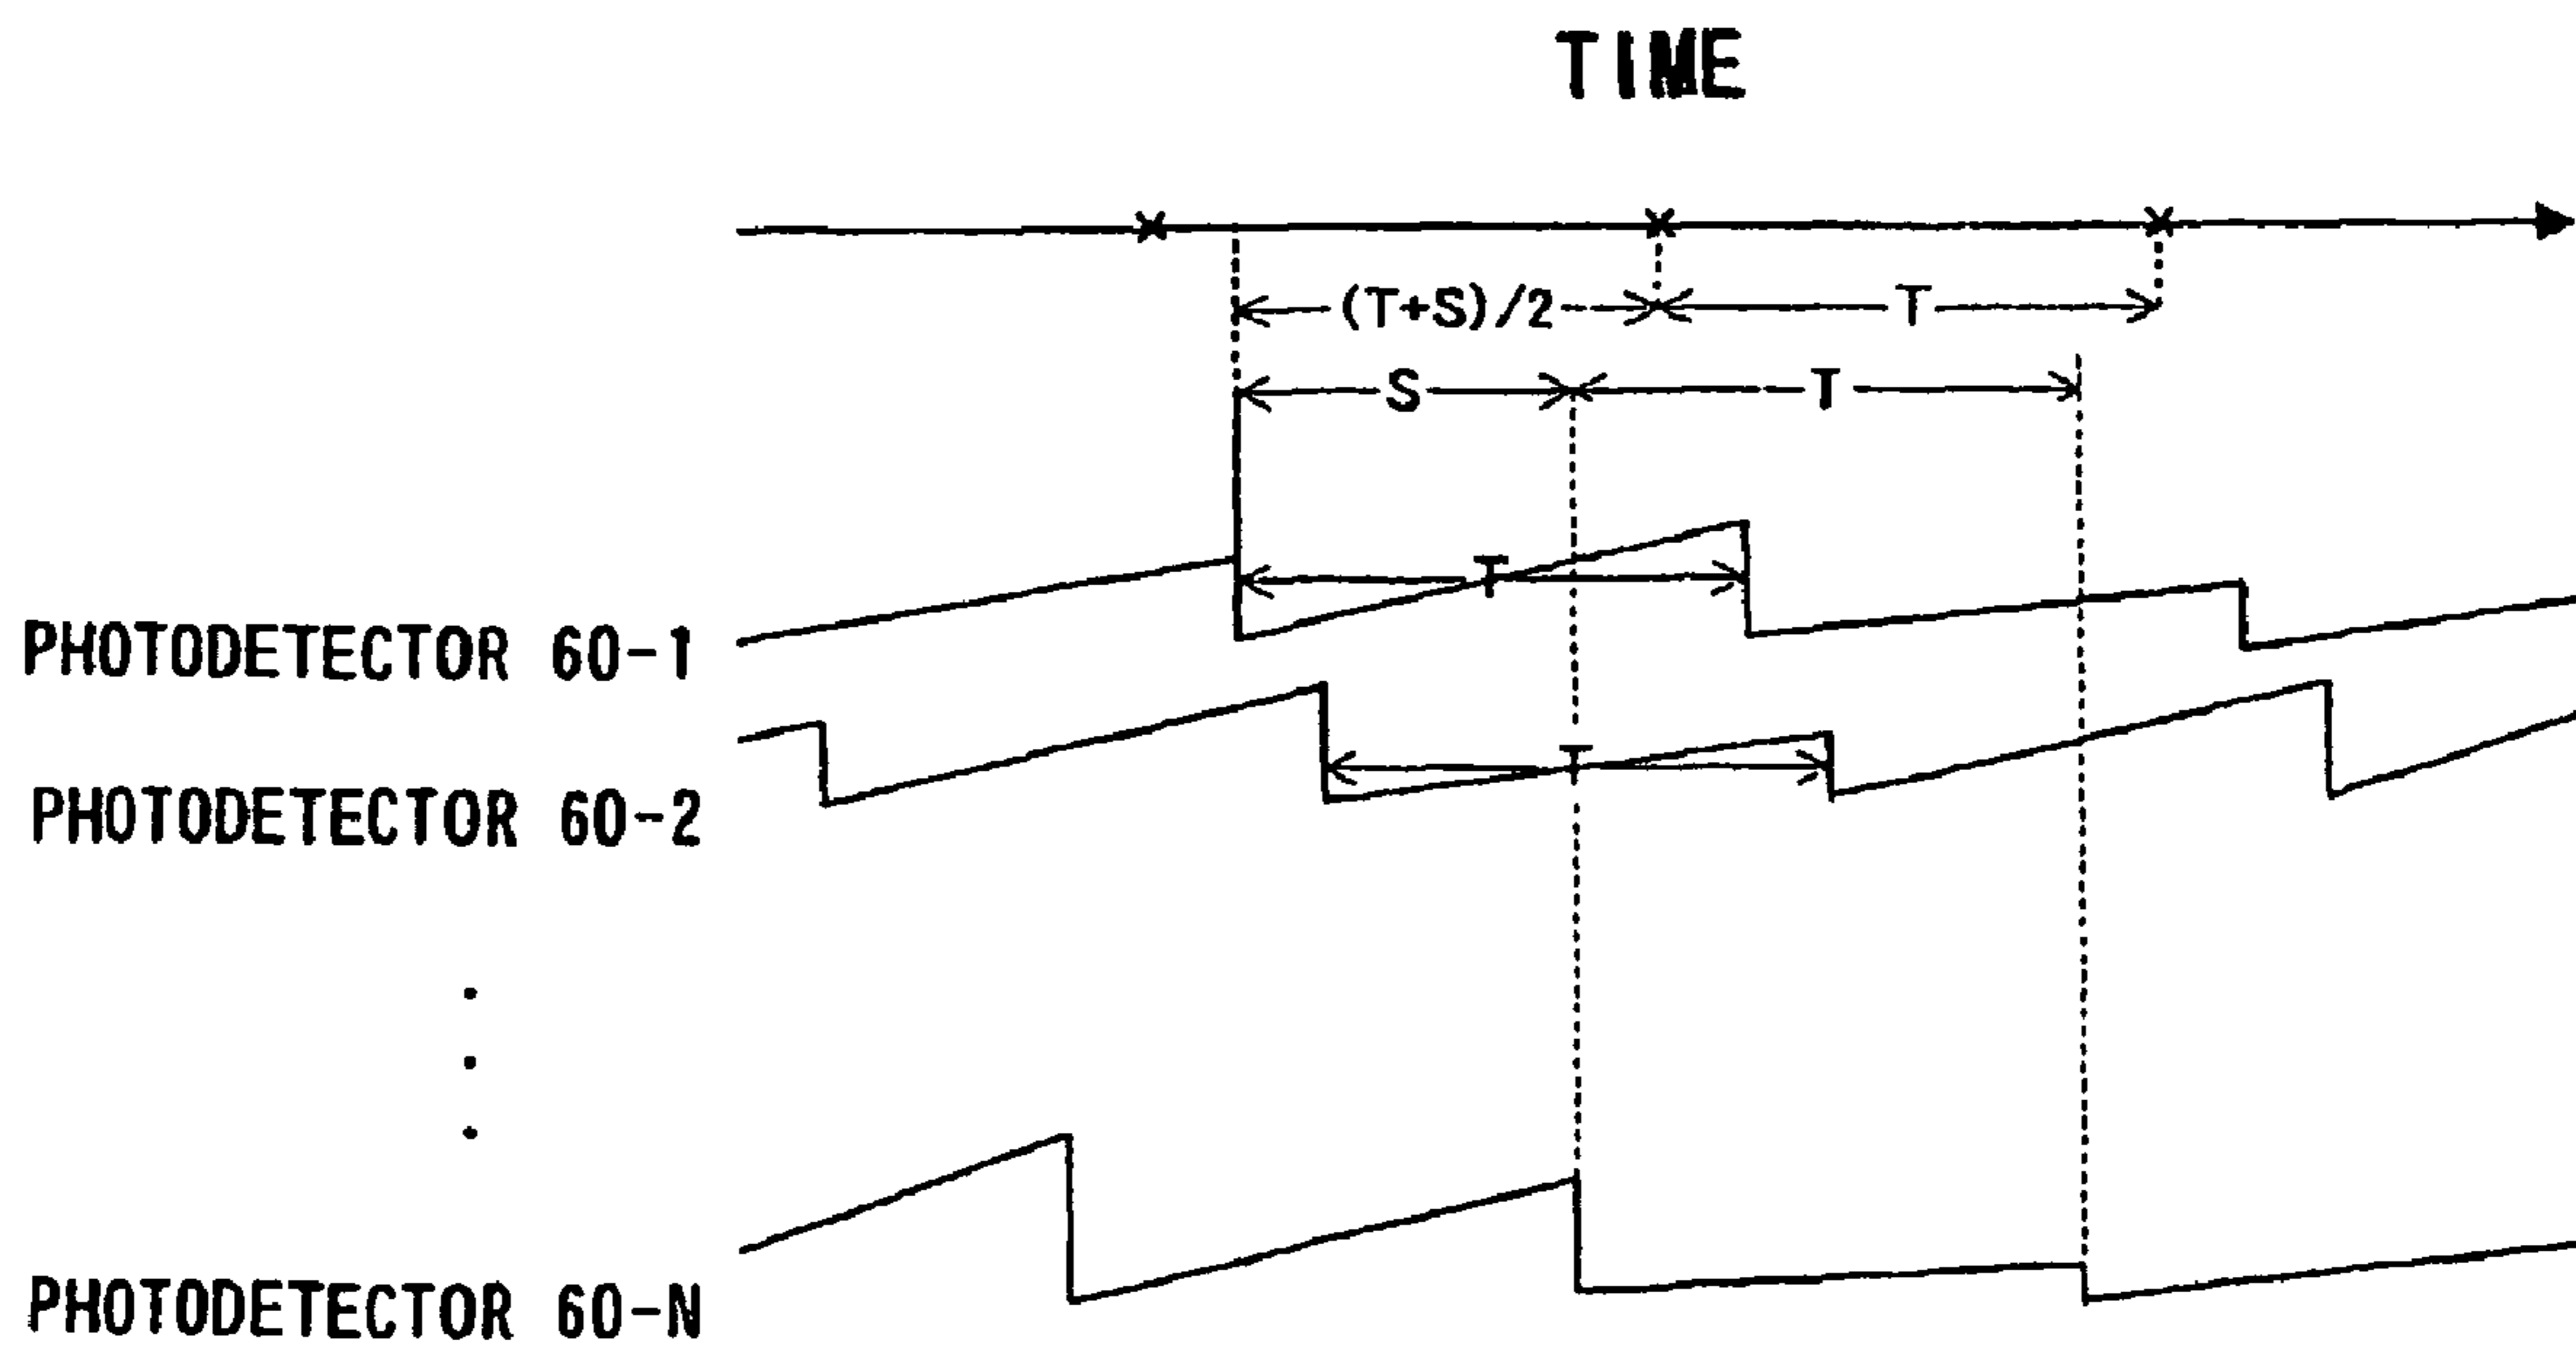 TIME
(T+S)/2 T
S T
T
PHOTODETECTOR 60-1
T
PHOTODETECTOR 60-2
PHOTODETECTOR 60-N